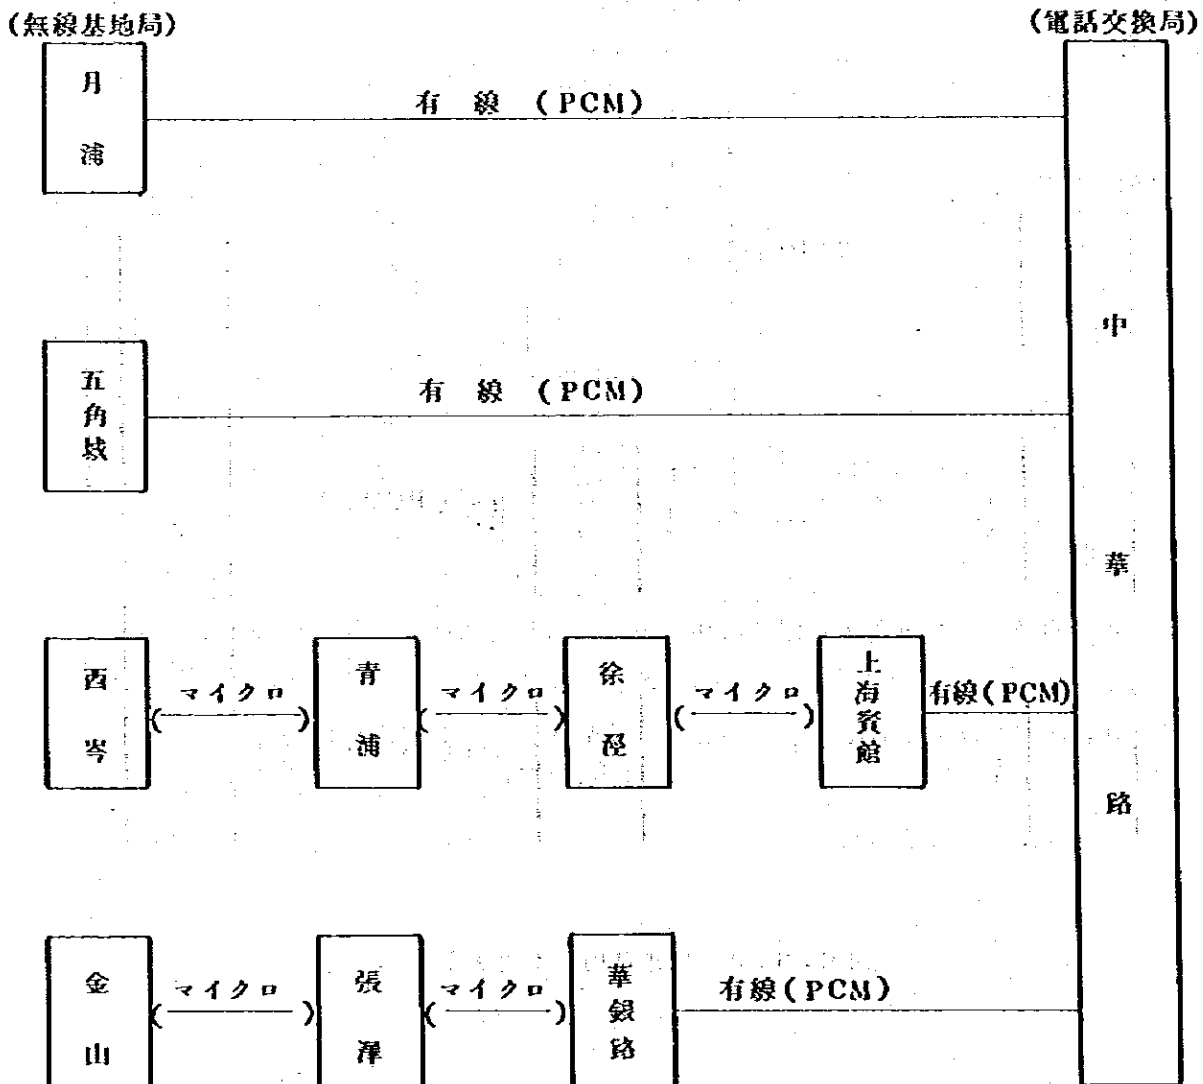 (無線基地局)
(電話交換局)
月浦
有線 (PCM)
中華路
五角城
有線 (PCM)
西岑
マイクロ
青浦
マイクロ
徐涇
マイクロ
上海賓館
有線(PCM)
金山
マイクロ
張澤
マイクロ
華銀路
有線(PCM)